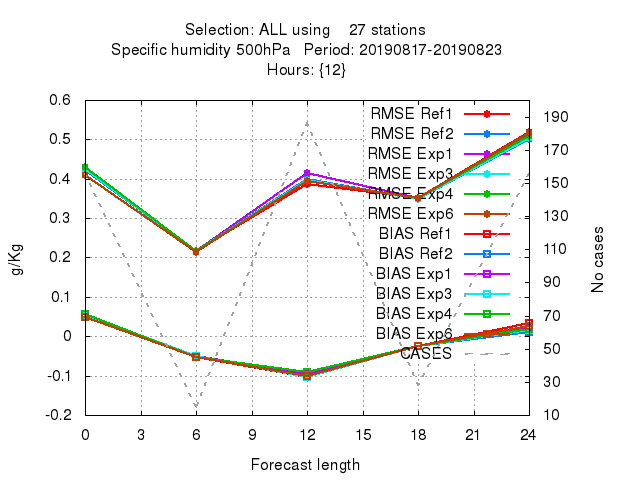 Selection: ALL using    27 stations
Specific humidity 500hPa   Period: 20190817-20190823
Hours: {12}
0.6
0.5
0.4
0.3
0.2
0.1
0
-0.1
-0.2
g/Kg
RMSE Ref1
RMSE Ref2
RMSE Exp1
RMSE Exp3
RMSE Exp4
RMSE Exp6
BIAS Ref1
BIAS Ref2
BIAS Exp1
BIAS Exp3
BIAS Exp4
BIAS Exp6
CASES
190
170
150
130
110
90
70
50
30
10
No cases
0 3 6 9 12 15 18 21 24
Forecast length